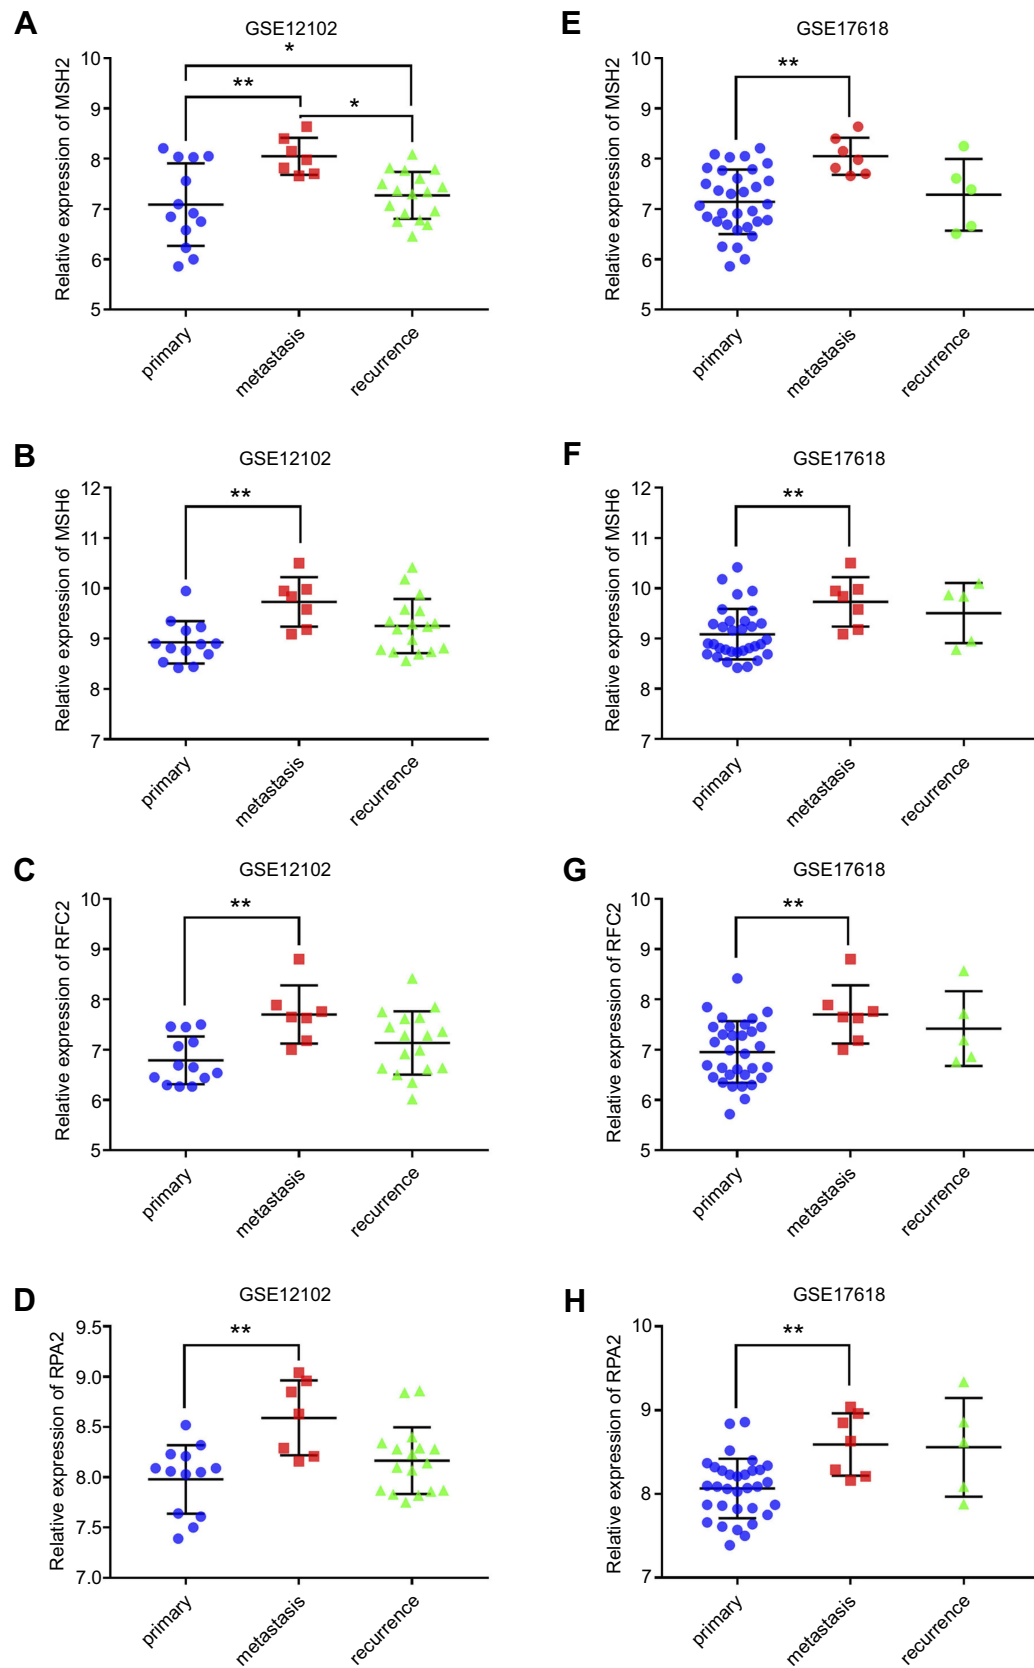 A
GSE12102
Relative expression of MSH2
10
9
8
7
6
5
*
**
*
primary
metastasis
recurrence
E
GSE17618
Relative expression of MSH2
10
9
8
7
6
5
**
primary
metastasis
recurrence
B
GSE12102
Relative expression of MSH6
12
11
10
9
8
7
**
primary
metastasis
recurrence
F
GSE17618
Relative expression of MSH6
12
11
10
9
8
7
**
primary
metastasis
recurrence
C
GSE12102
Relative expression of RFC2
10
9
8
7
6
5
**
primary
metastasis
recurrence
G
GSE17618
Relative expression of RFC2
10
9
8
7
6
5
**
primary
metastasis
recurrence
D
GSE12102
Relative expression of RPA2
9.5
9.0
8.5
8.0
7.5
7.0
**
primary
metastasis
recurrence
H
GSE17618
Relative expression of RPA2
10
9
8
7
**
primary
metastasis
recurrence